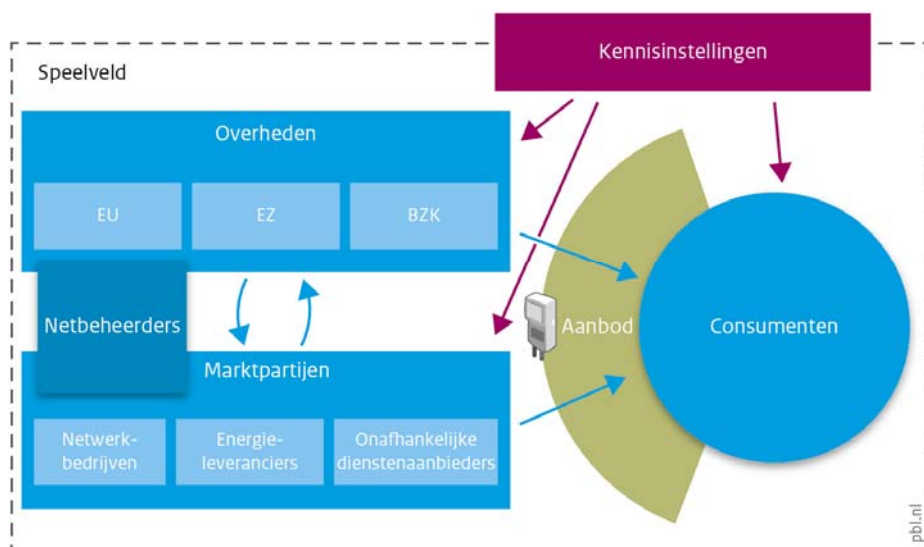 Kennisinstellingen
Speelveld
Overheden
EU
EZ
BZK
Netbeheerders
Aanbod
Consumenten
Marktpartijen
Netwerk-
bedrijven
Energie-
leveranciers
Onafhankelijke
dienstenaanbieders
pbl.nl